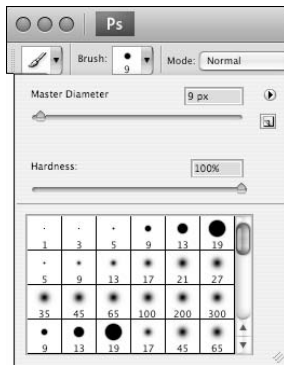 Ps
Brush: 9 Mode: Normal
Master Diameter 9 px
Hardness: 100%
1 3 5 9 13 19
5 9 13 17 21 27
35 45 65 100 200 300
9 13 19 17 45 65